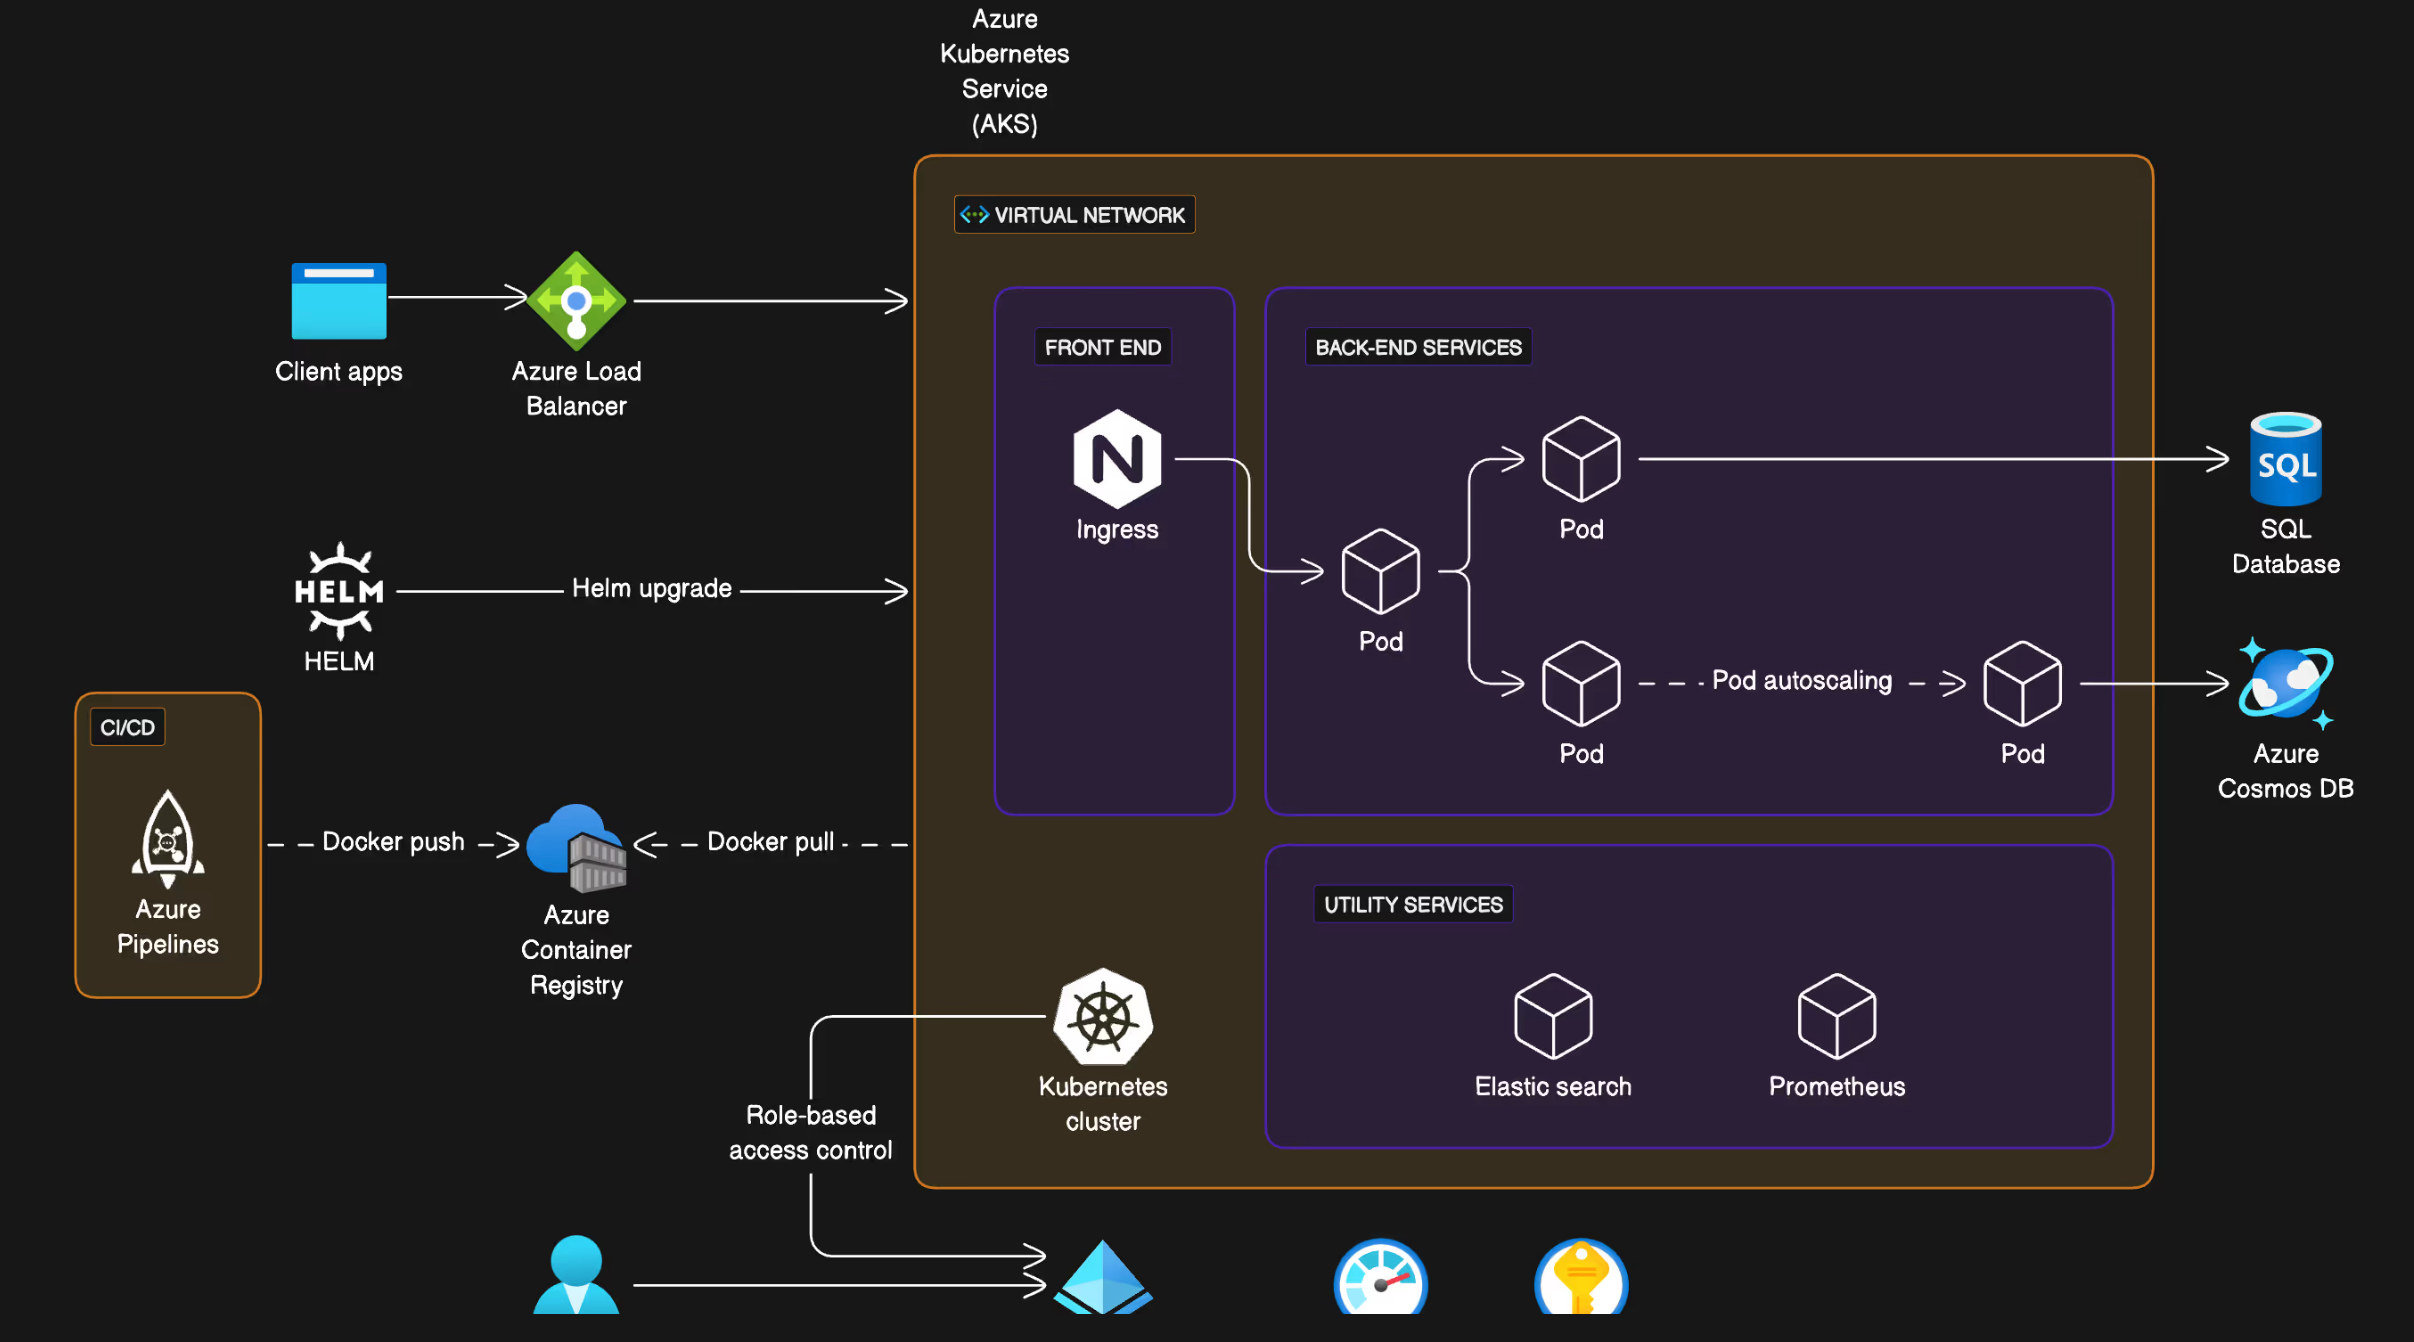 Azure
Kubernetes
Service
(AKS)
VIRTUAL NETWORK
FRONT END
BACK-END SERVICES
Client apps
Azure Load
Balancer
N
Ingress
Pod
Pod
SQL
SQL
Database
HELM
HELM
Helm upgrade
Pod
Pod autoscaling
Pod
Azure
Cosmos DB
CI/CD
Azure
Pipelines
Docker push
Azure
Container
Registry
Docker pull
UTILITY SERVICES
Elastic search
Prometheus
Kubernetes
cluster
Role-based
access control